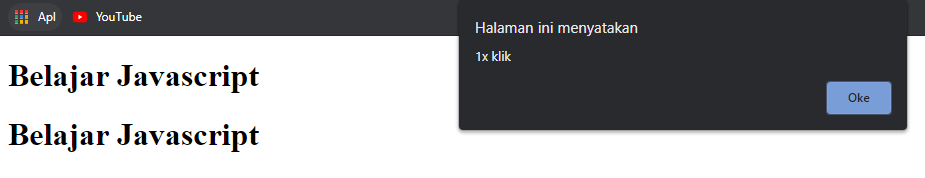 Apl YouTube
Halaman ini menyatakan
1x klik
Oke
Belajar Javascript
Belajar Javascript